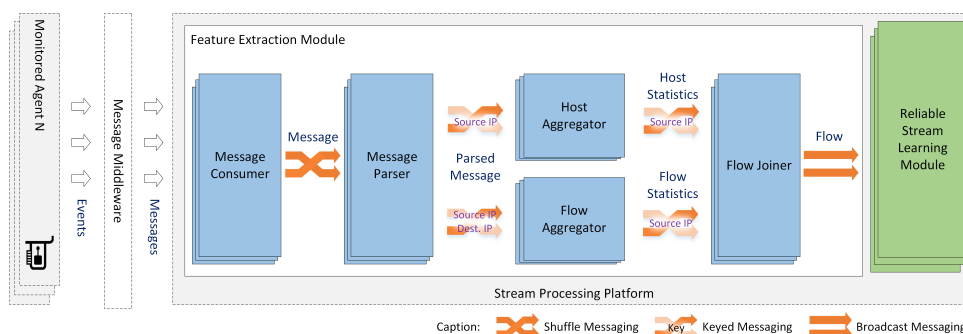 Monitored Agent N
Events
Message Middleware
Messages
Feature Extraction Module
Message
Consumer
Message
Message
Parser
Source IP
Parsed
Message
Source IP
Dest. IP
Host
Aggregator
Flow
Aggregator
Host
Statistics
Source IP
Flow
Statistics
Source IP
Flow Joiner
Flow
Reliable
Stream
Learning
Module
Stream Processing Platform
Caption:
Shuffle Messaging
Key
Keyed Messaging
Broadcast Messaging